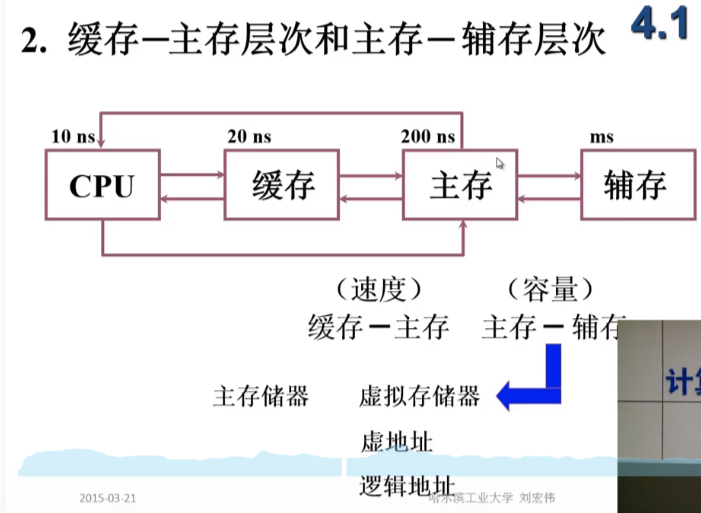 2. 缓存－主存层次和主存－辅存层次
4.1
10 ns
20 ns
200 ns
ms
CPU
缓存
主存
辅存
（速度）
（容量）
缓存－主存
主存－辅存
主存储器
虚拟存储器
虚地址
逻辑地址
2015-03-21
哈尔滨工业大学 刘宏伟